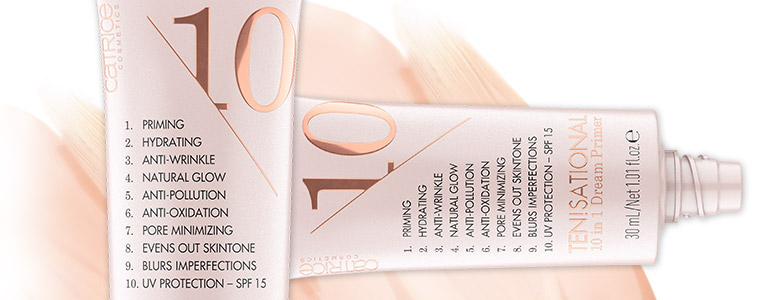 CATRICE
COSMETICS
10
1. PRIMING
2. HYDRATING
3. ANTI-WRINKLE
4. NATURAL GLOW
5. ANTI-POLLUTION
6. ANTI-OXIDATION
7. PORE MINIMIZING
8. EVENS OUT SKINTONE
9. BLURS IMPERFECTIONS
10. UV PROTECTION – SPF 15
CATRICE
COSMETICS
10
1. PRIMING
2. HYDRATING
3. ANTI-WRINKLE
4. NATURAL GLOW
5. ANTI-POLLUTION
6. ANTI-OXIDATION
7. PORE MINIMIZING
8. EVENS OUT SKINTONE
9. BLURS IMPERFECTIONS
10. UV PROTECTION – SPF 15
TEN!SATIONAL
10 in 1 Dream Primer
30 mL/Net 1.01 fl.oz ℮